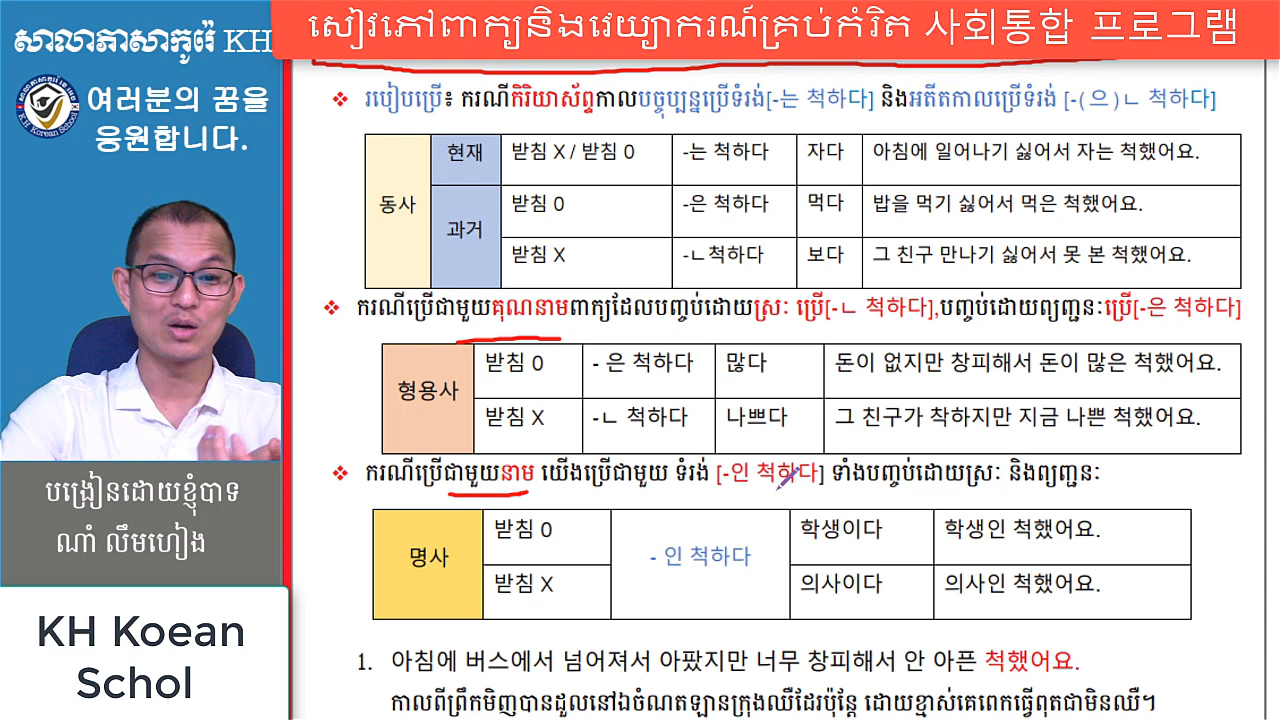 សាលាភាសាកូរ៉េ KH
សៀវភៅពាក្យនិងវេយ្យាករណ៍គ្រប់កំរិត 사회통합 프로그램
여러분의 꿈을
응원합니다.
KH Korean School
❖ របៀបប្រើ៖ ករណីកិរិយាស័ព្ទកាលបច្ចុប្បន្នប្រើទំរង់[-는 척하다] និងអតីតកាលប្រើទំរង់ [-(으)ㄴ 척하다]
동사 현재 받침 X / 받침 0 -는 척하다 자다 아침에 일어나기 싫어서 자는 척했어요.
과거 받침 0 -은 척하다 먹다 밥을 먹기 싫어서 먹은 척했어요.
받침 X -ㄴ척하다 보다 그 친구 만나기 싫어서 못 본 척했어요.
❖ ករណីប្រើជាមួយគុណនាមពាក្យដែលបញ្ចប់ដោយស្រៈ ប្រើ[-ㄴ 척하다],បញ្ចប់ដោយព្យញ្ជនៈប្រើ[-은 척하다]
형용사 받침 0 - 은 척하다 많다 돈이 없지만 창피해서 돈이 많은 척했어요.
받침 X -ㄴ 척하다 나쁘다 그 친구가 착하지만 지금 나쁜 척했어요.
❖ ករណីប្រើជាមួយនាម យើងប្រើជាមួយ ទំរង់ [-인 척하다] ទាំងបញ្ចប់ដោយស្រៈ និងព្យញ្ជនៈ
명사 받침 0 - 인 척하다 학생이다 학생인 척했어요.
받침 X 의사이다 의사인 척했어요.
1. 아침에 버스에서 넘어져서 아팠지만 너무 창피해서 안 아픈 척했어요.
កាលពីព្រឹកមិញបានដួលនៅឯចំណតឡានក្រុងឈឺដែរប៉ុន្តែ ដោយខ្មាស់គេពេកធ្វើពុតជាមិនឈឺ។
បង្រៀនដោយខ្ញុំបាទ
ណាំ លឹមហៀង
KH Koean
Schol